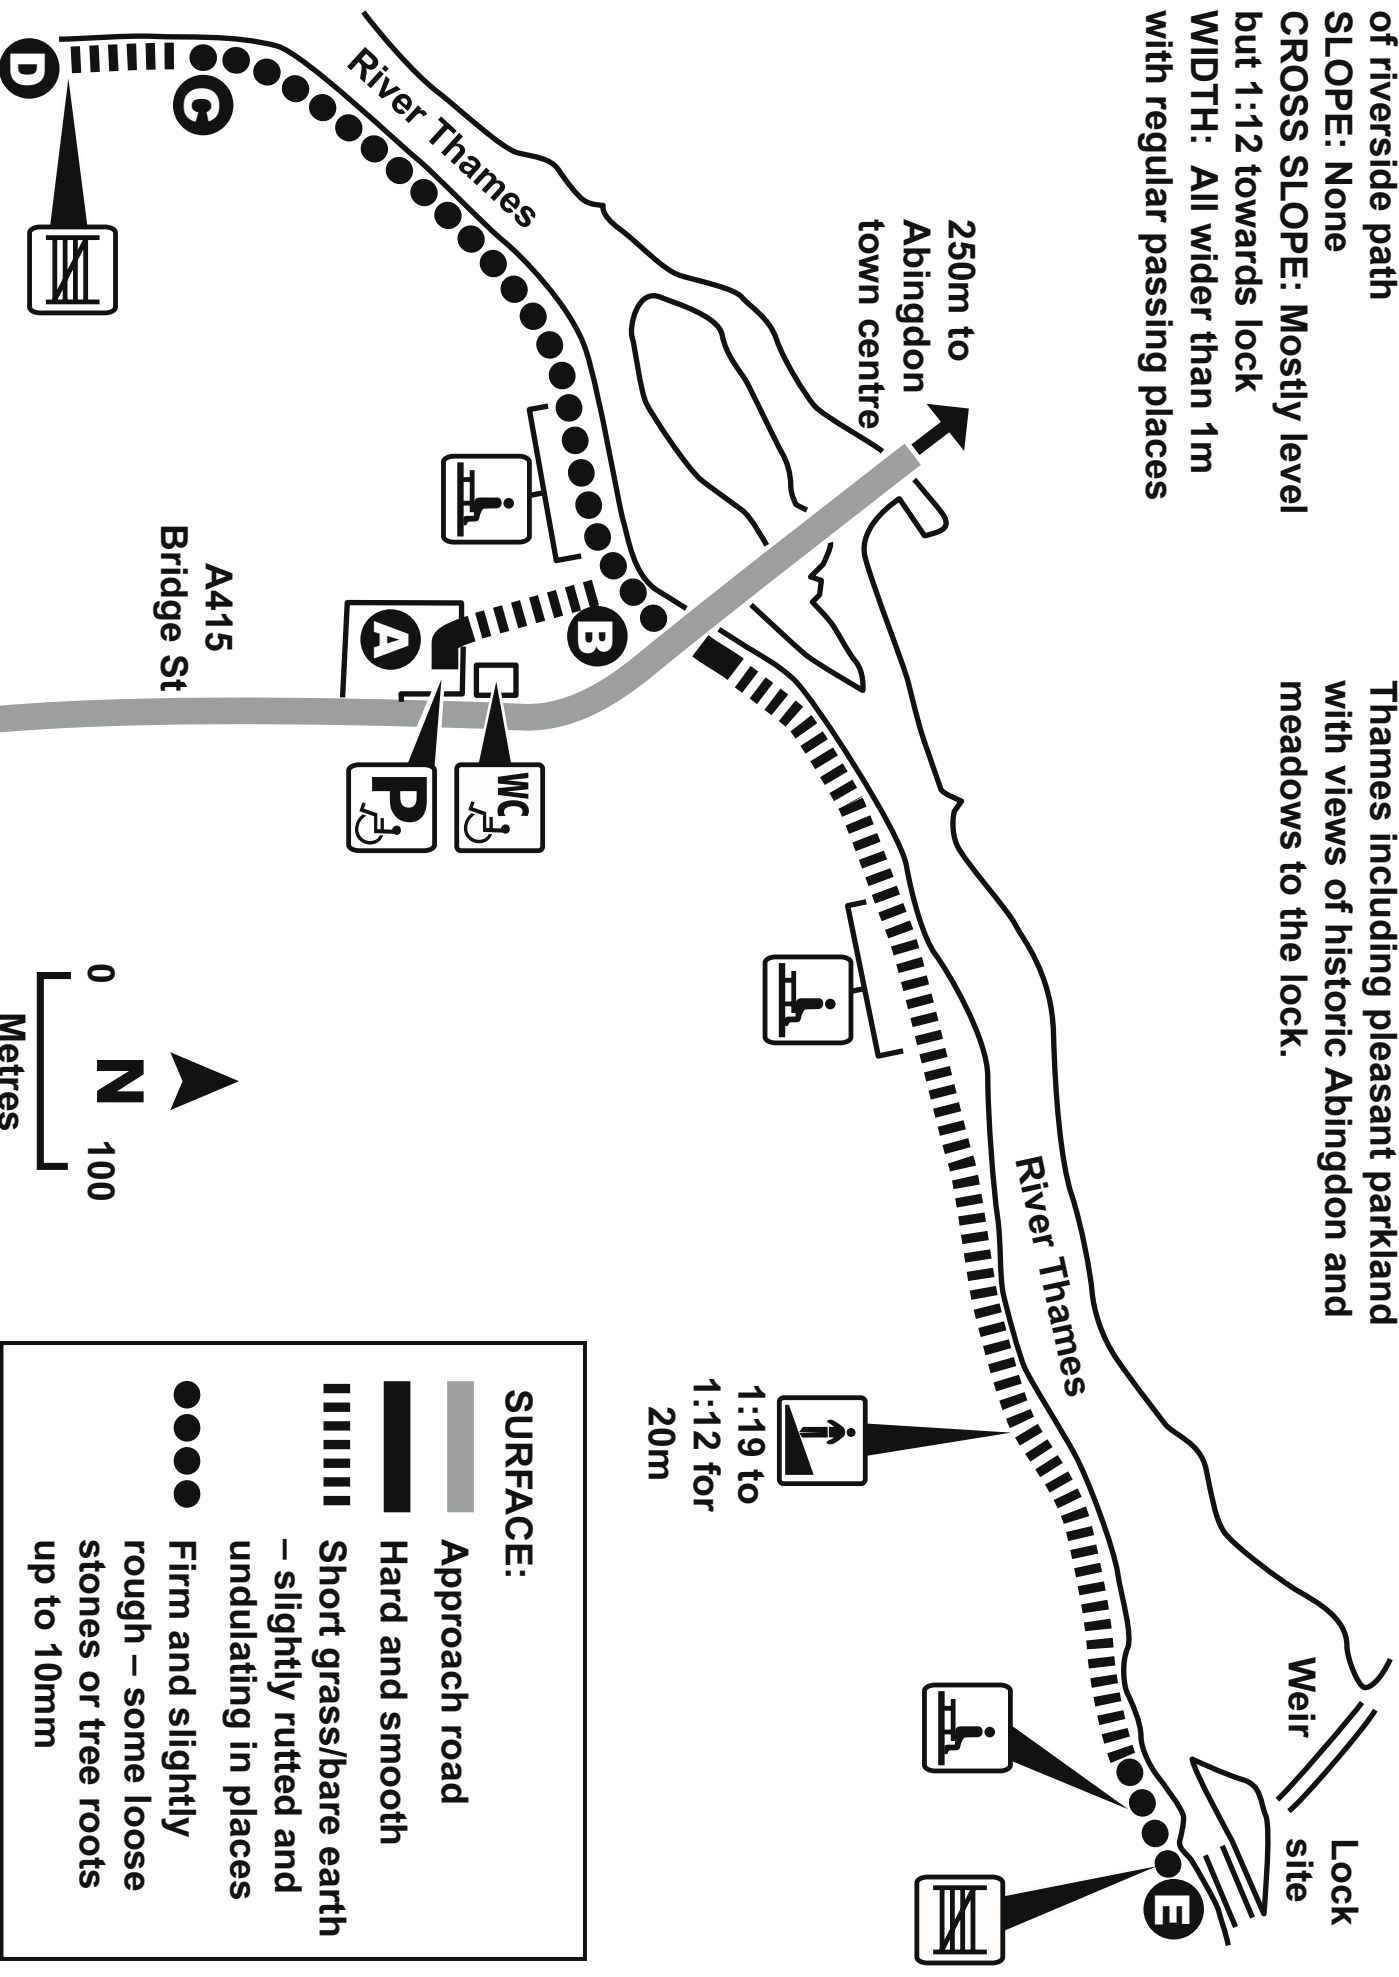 of riverside path
SLOPE: None
CROSS SLOPE: Mostly level
but 1:12 towards lock
WIDTH: All wider than 1m
with regular passing places
Thames including pleasant parkland
with views of historic Abingdon and
meadows to the lock.
250m to
Abingdon
town centre
River Thames
River Thames
Weir
Lock
site
D
C
B
A
E
A415
Bridge St
WC
P
1:19 to
1:12 for
20m
N
0
100
Metres
SURFACE:
Approach road
Hard and smooth
Short grass/bare earth
– slightly rutted and
undulating in places
Firm and slightly
rough – some loose
stones or tree roots
up to 10mm